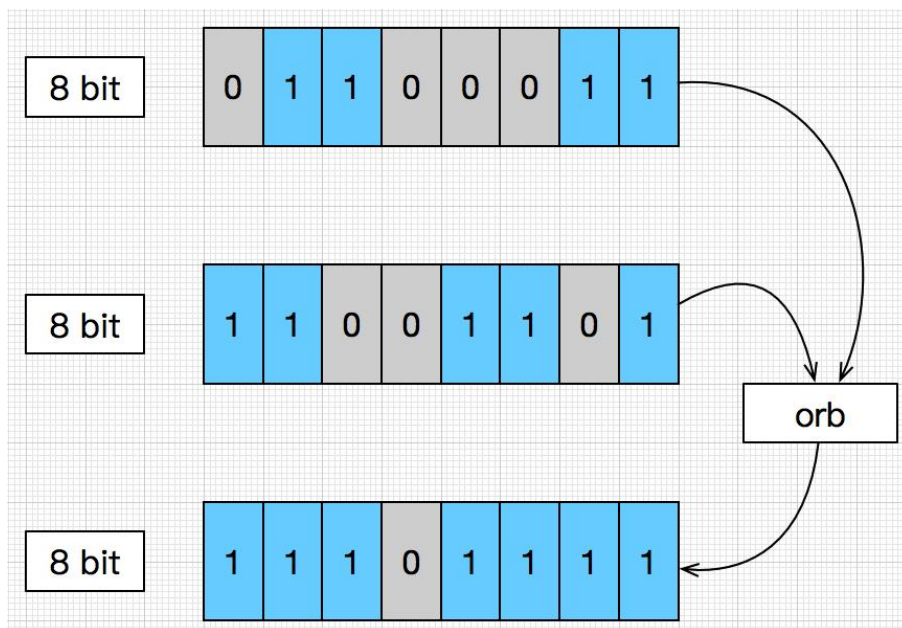 8 bit 0 1 1 0 0 0 1 1
8 bit 1 1 0 0 1 1 0 1
orb
8 bit 1 1 1 0 1 1 1 1